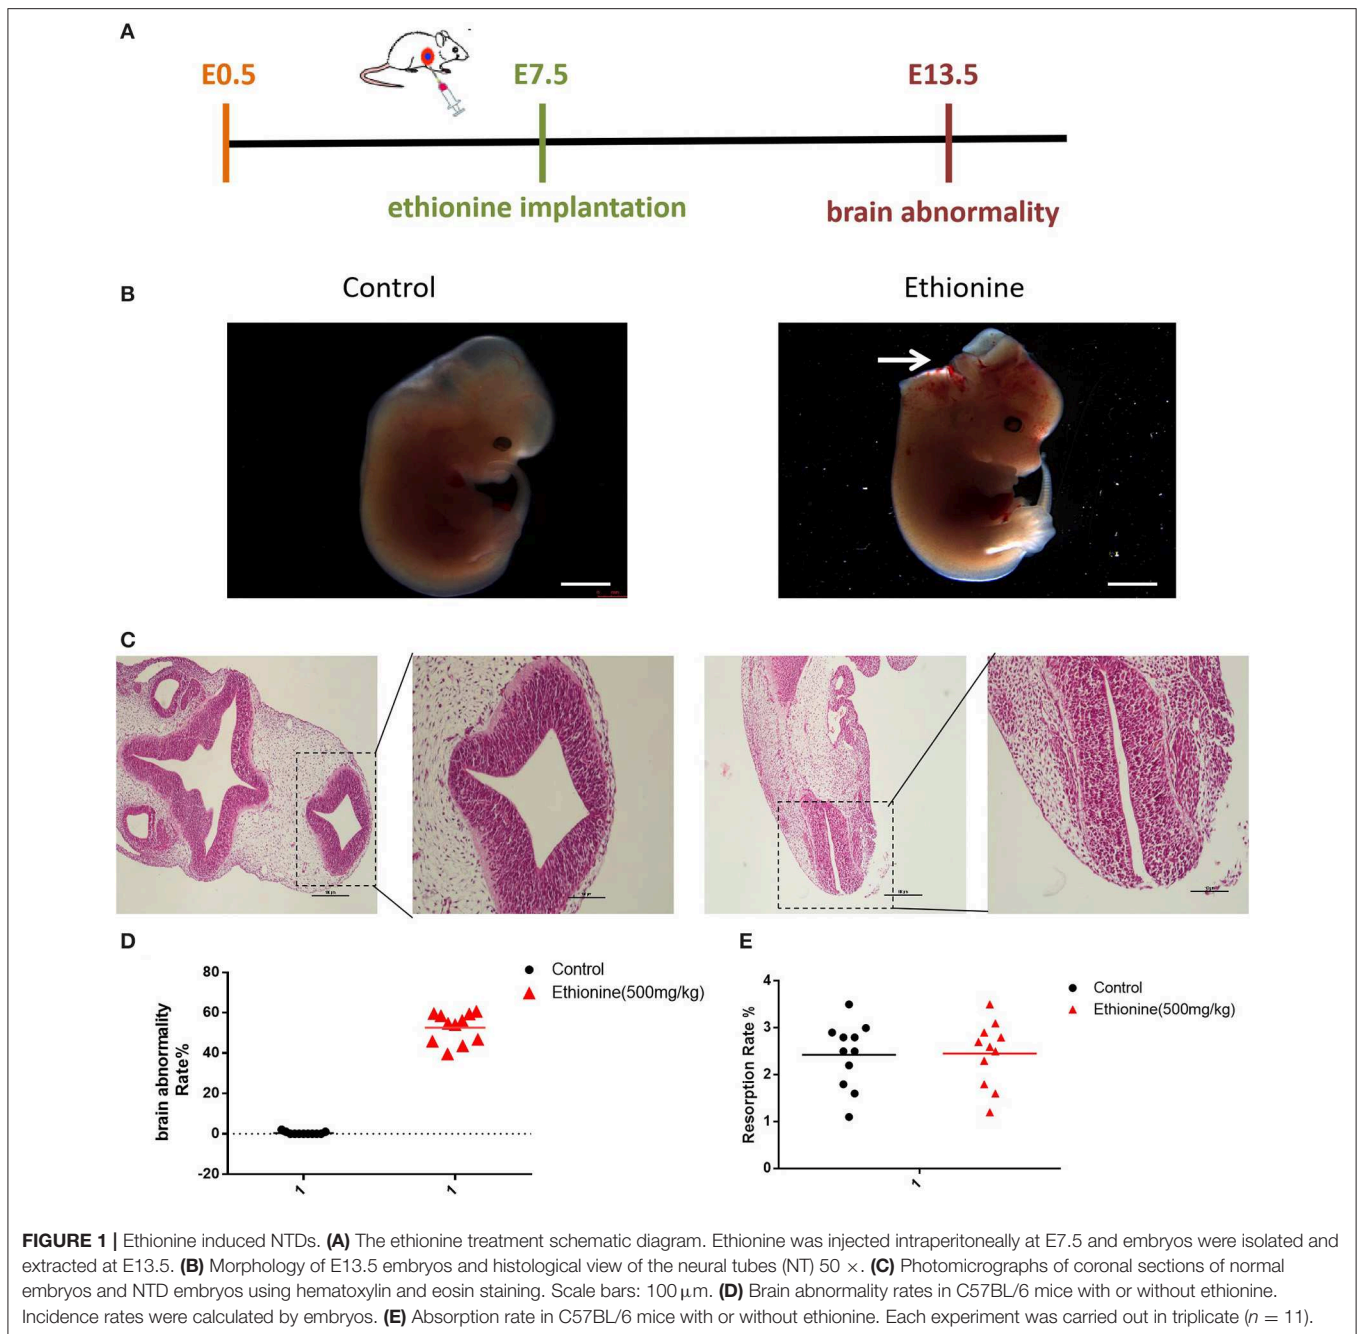 A
E0.5
E7.5
E13.5
ethionine implantation
brain abnormality
B
Control
Ethionine
C
D
80
60
40
20
0
-20
brain abnormality
Rate%
1
1
Control
Ethionine(500mg/kg)
E
4
3
2
1
0
Resorption Rate %
1
Control
Ethionine(500mg/kg)
FIGURE 1 | Ethionine induced NTDs. (A) The ethionine treatment schematic diagram. Ethionine was injected intraperitoneally at E7.5 and embryos were isolated and
extracted at E13.5. (B) Morphology of E13.5 embryos and histological view of the neural tubes (NT) 50 ×. (C) Photomicrographs of coronal sections of normal
embryos and NTD embryos using hematoxylin and eosin staining. Scale bars: 100 μm. (D) Brain abnormality rates in C57BL/6 mice with or without ethionine.
Incidence rates were calculated by embryos. (E) Absorption rate in C57BL/6 mice with or without ethionine. Each experiment was carried out in triplicate (n = 11).